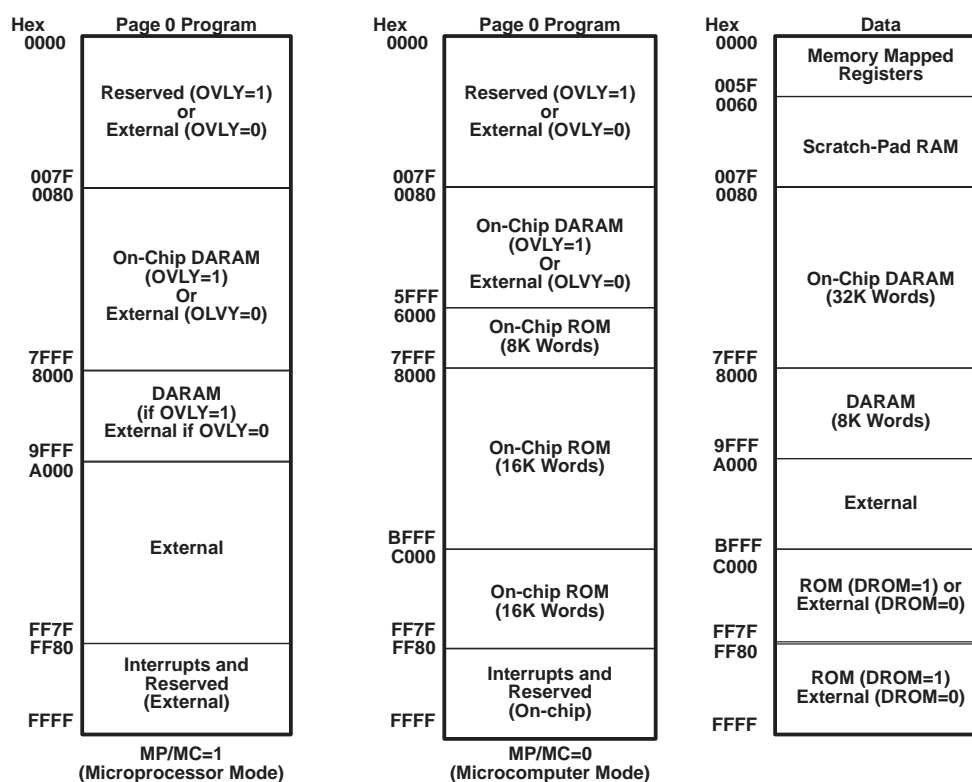 Hex
Page 0 Program
0000
Reserved (OVLY=1)
or
External (OVLY=0)
007F
0080
On-Chip DARAM
(OVLY=1)
Or
External (OLVY=0)
7FFF
8000
DARAM
(if OVLY=1)
External if OVLY=0
9FFF
A000
External
FF7F
FF80
Interrupts and
Reserved
(External)
FFFF
MP/MC=1
(Microprocessor Mode)
Hex
Page 0 Program
0000
Reserved (OVLY=1)
or
External (OVLY=0)
007F
0080
On-Chip DARAM
(OVLY=1)
Or
External (OLVY=0)
5FFF
6000
On-Chip ROM
(8K Words)
7FFF
8000
On-Chip ROM
(16K Words)
BFFF
C000
On-chip ROM
(16K Words)
FF7F
FF80
Interrupts and
Reserved
(On-chip)
FFFF
MP/MC=0
(Microcomputer Mode)
Hex
Data
0000
Memory Mapped
Registers
005F
0060
Scratch-Pad RAM
007F
0080
On-Chip DARAM
(32K Words)
7FFF
8000
DARAM
(8K Words)
9FFF
A000
External
BFFF
C000
ROM (DROM=1) or
External (DROM=0)
FF7F
FF80
ROM (DROM=1)
External (DROM=0)
FFFF